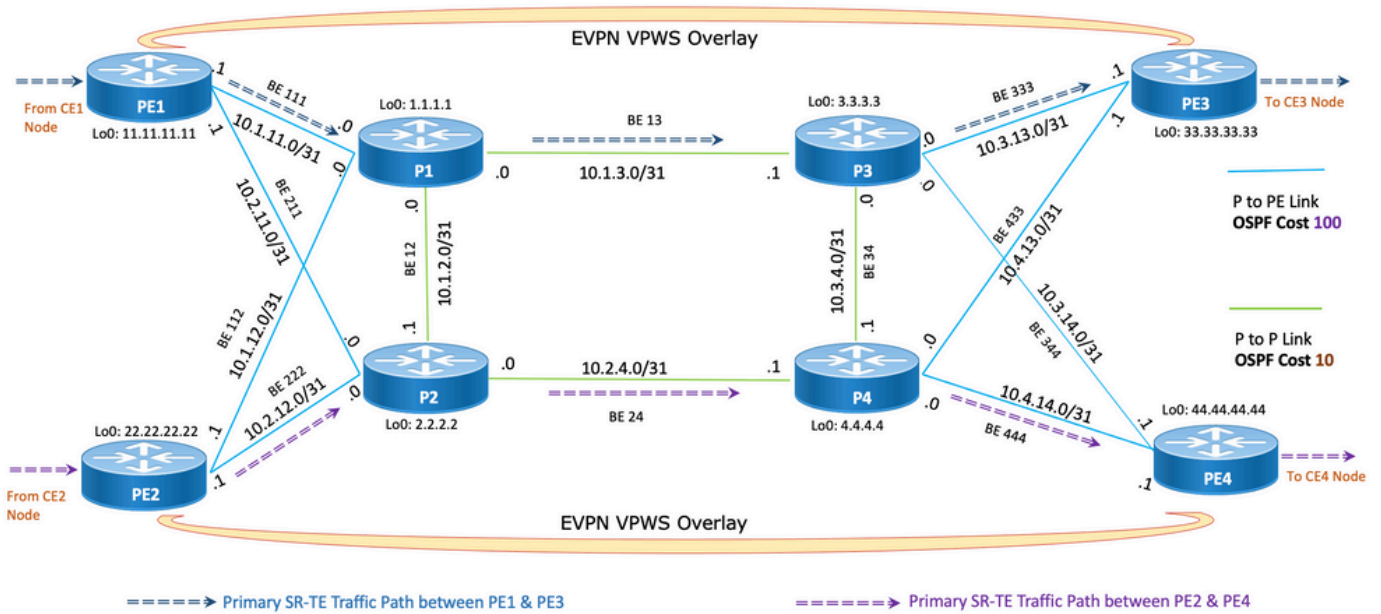 EVPN VPWS Overlay
PE1
From CE1
Node
Lo0: 11.11.11.11
.1
.1
BE 111
10.1.11.0/31
.0
.0
BE 211
10.2.11.0/31
Lo0: 1.1.1.1
P1
.0
.0
BE 13
10.1.3.0/31
.1
Lo0: 3.3.3.3
P3
.0
.0
.0
BE 333
10.3.13.0/31
.1
.1
PE3
To CE3 Node
Lo0: 33.33.33.33
P to PE Link
OSPF Cost 100
BE 12
10.1.2.0/31
.1
10.3.4.0/31
BE 34
.1
BE 433
10.4.13.0/31
10.3.14.0/31
BE 344
P to P Link
OSPF Cost 10
BE 112
10.1.12.0/31
.0
.0
BE 222
10.2.12.0/31
P2
Lo0: 2.2.2.2
.0
10.2.4.0/31
.1
BE 24
P4
Lo0: 4.4.4.4
.0
.0
10.4.14.0/31
BE 444
.1
.1
Lo0: 44.44.44.44
PE4
To CE4 Node
Lo0: 22.22.22.22
.1
.1
PE2
From CE2
Node
EVPN VPWS Overlay
Primary SR-TE Traffic Path between PE1 & PE3
Primary SR-TE Traffic Path between PE2 & PE4